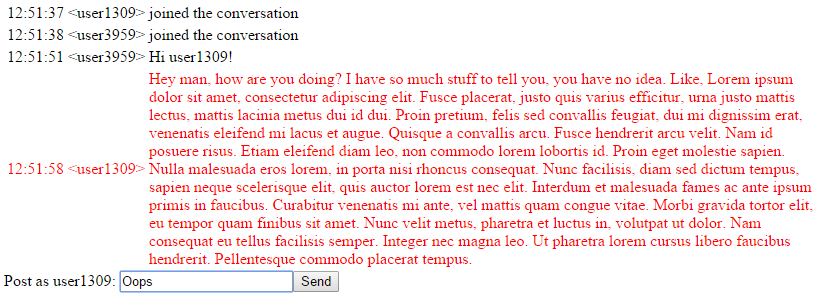 12:51:37 <user1309> joined the conversation
12:51:38 <user3959> joined the conversation
12:51:51 <user3959> Hi user1309!
Hey man, how are you doing? I have so much stuff to tell you, you have no idea. Like, Lorem ipsum
dolor sit amet, consectetur adipiscing elit. Fusce placerat, justo quis varius efficitur, urna justo mattis
lectus, mattis lacinia metus dui id dui. Proin pretium, felis sed convallis feugiat, dui mi dignissim erat,
venenatis eleifend mi lacus et augue. Quisque a convallis arcu. Fusce hendrerit arcu velit. Nam id
posuere risus. Etiam eleifend diam leo, non commodo lorem lobortis id. Proin eget molestie sapien.
12:51:58 <user1309> Nulla malesuada eros lorem, in porta nisi rhoncus consequat. Nunc facilisis, diam sed dictum tempus,
sapien neque scelerisque elit, quis auctor lorem est nec elit. Interdum et malesuada fames ac ante ipsum
primis in faucibus. Curabitur venenatis mi ante, vel mattis quam congue vitae. Morbi gravida tortor elit,
eu tempor quam finibus sit amet. Nunc velit metus, pharetra et luctus in, volutpat ut dolor. Nam
consequat eu tellus facilisis semper. Integer nec magna leo. Ut pharetra lorem cursus libero faucibus
hendrerit. Pellentesque commodo placerat tempus.
Post as user1309: Oops Send